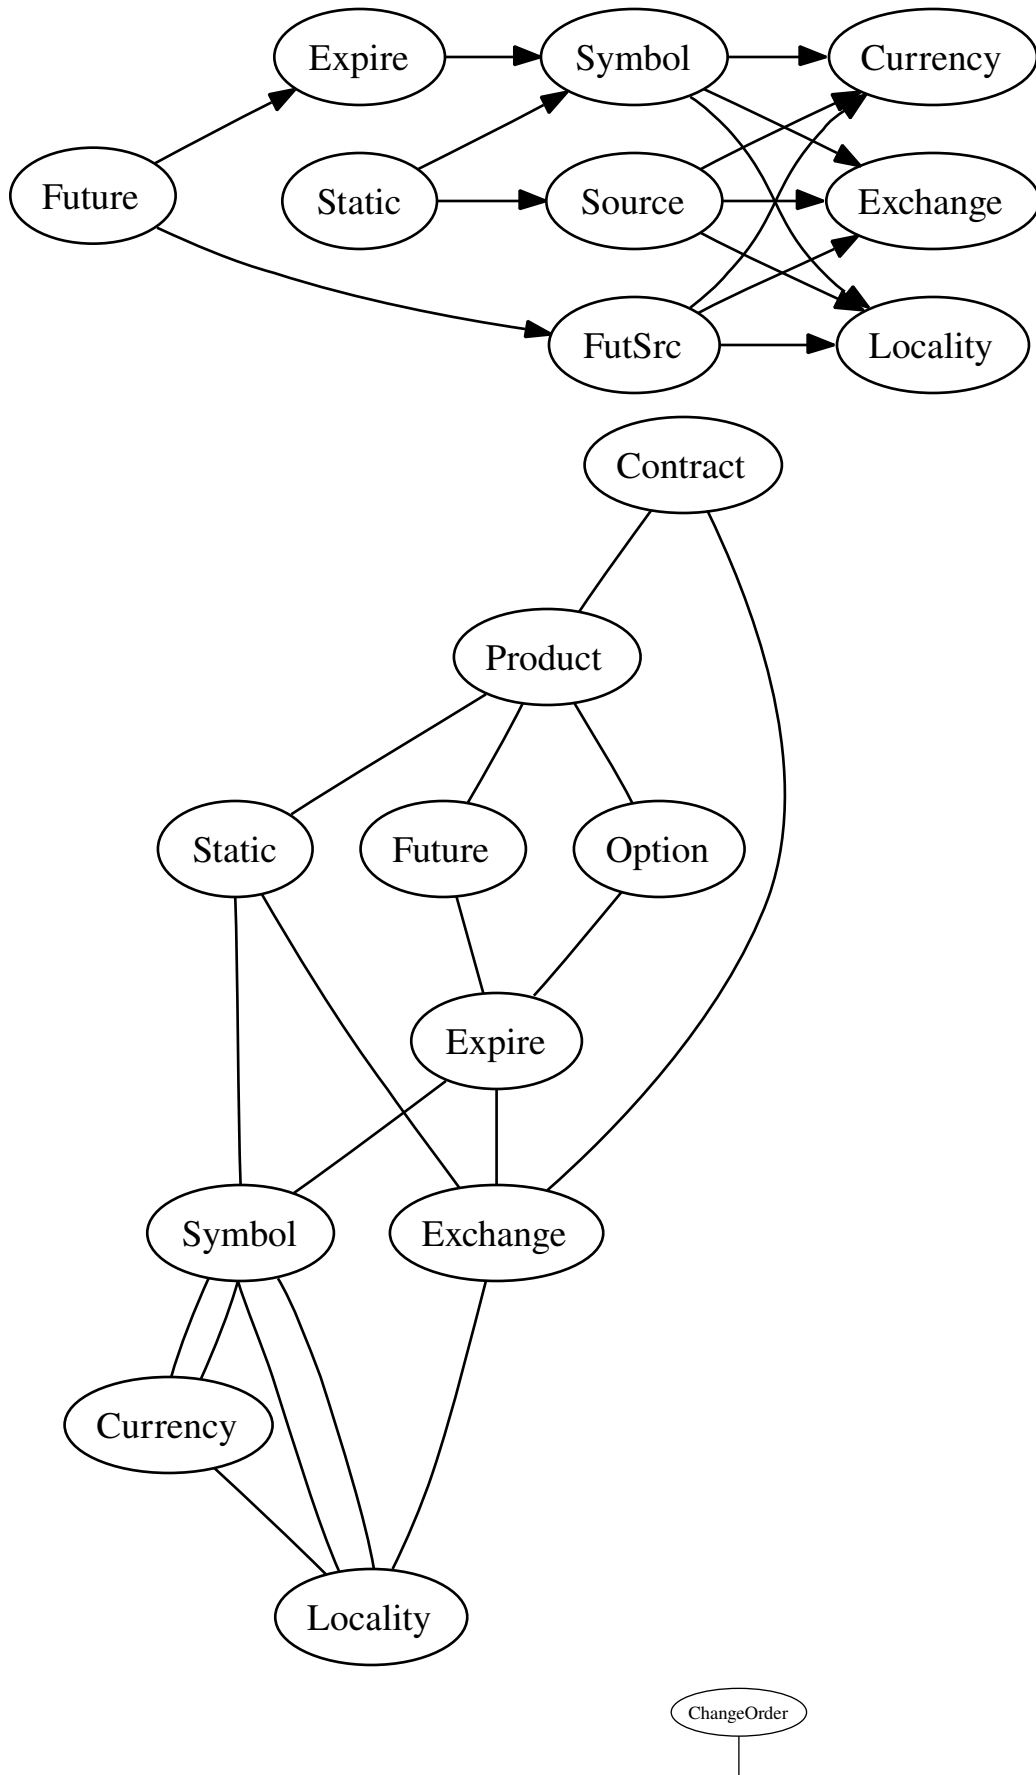 Expire
Symbol
Currency
Future
Static
Source
Exchange
FutSrc
Locality
Contract
Product
Static
Future
Option
Expire
Symbol
Exchange
Currency
Locality
ChangeOrder